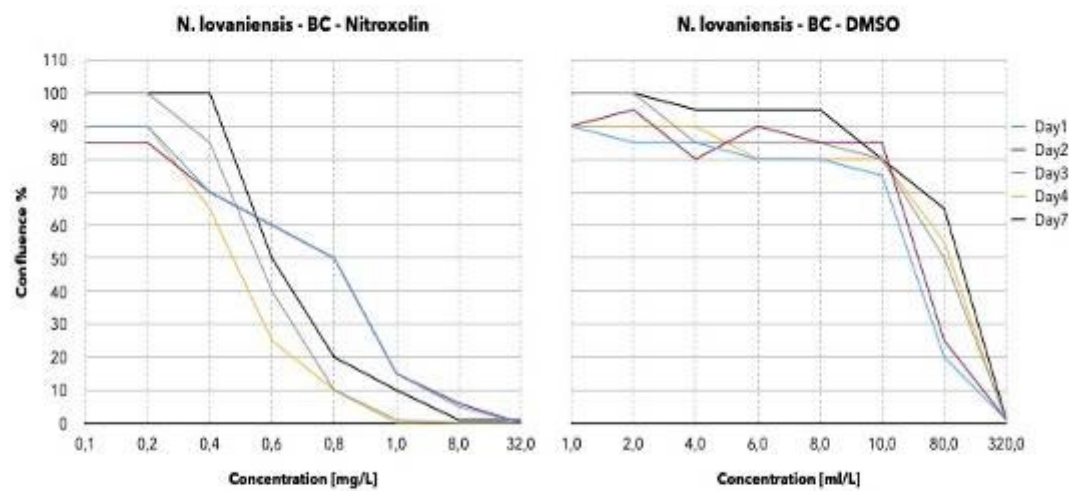 N. lovaniensis - BC - Nitroxolin
N. lovaniensis - BC - DMSO
110
100
90
80
70
60
50
40
30
20
10
0
Confluence %
0,1 0,2 0,4 0,6 0,8 1,0 8,0 32,0
1,0 2,0 4,0 6,0 8,0 10,0 80,0 320,0
Concentration [mg/L]
Concentration [ml/L]
Day1
Day2
Day3
Day4
Day7